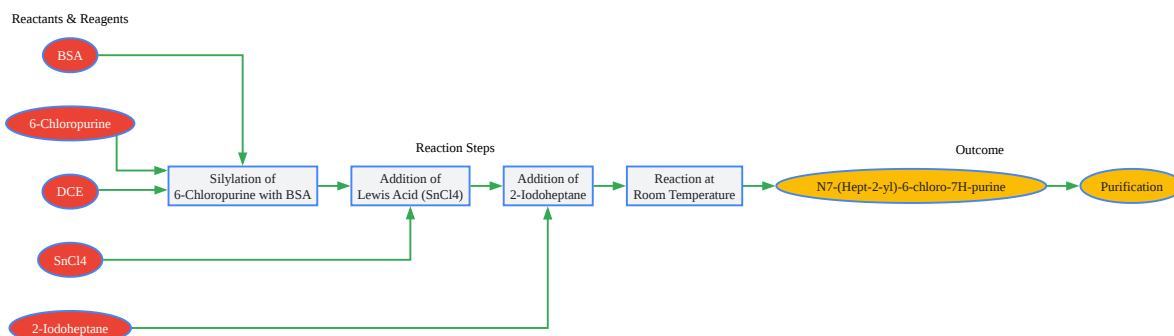 Reactants & Reagents
BSA
6-Chloropurine
Reaction Steps
Outcome
DCE
Silylation of
6-Chloropurine with BSA
Addition of
Lewis Acid (SnCl4)
Addition of
2-Iodoheptane
Reaction at
Room Temperature
N7-(Hept-2-yl)-6-chloro-7H-purine
Purification
SnCl4
2-Iodoheptane